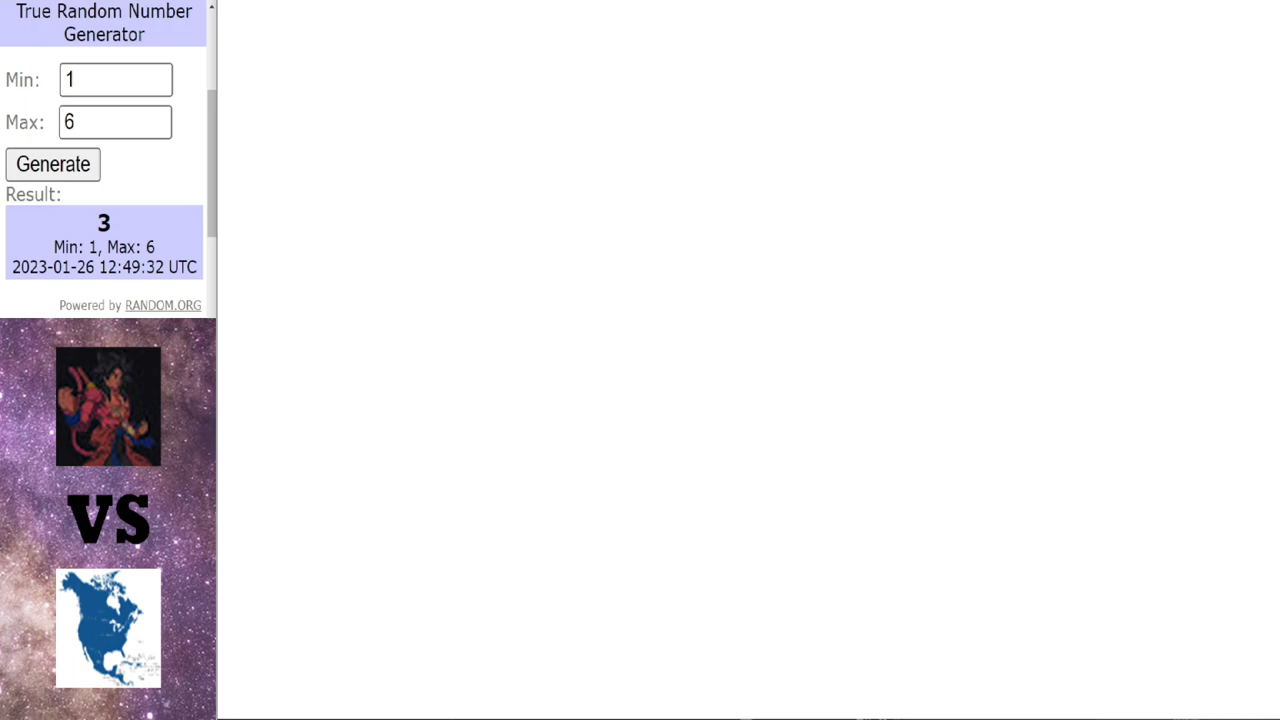 True Random Number
Generator
Min: 1
Max: 6
Generate
Result:
3
Min: 1, Max: 6
2023-01-26 12:49:32 UTC
Powered by RANDOM.ORG
VS